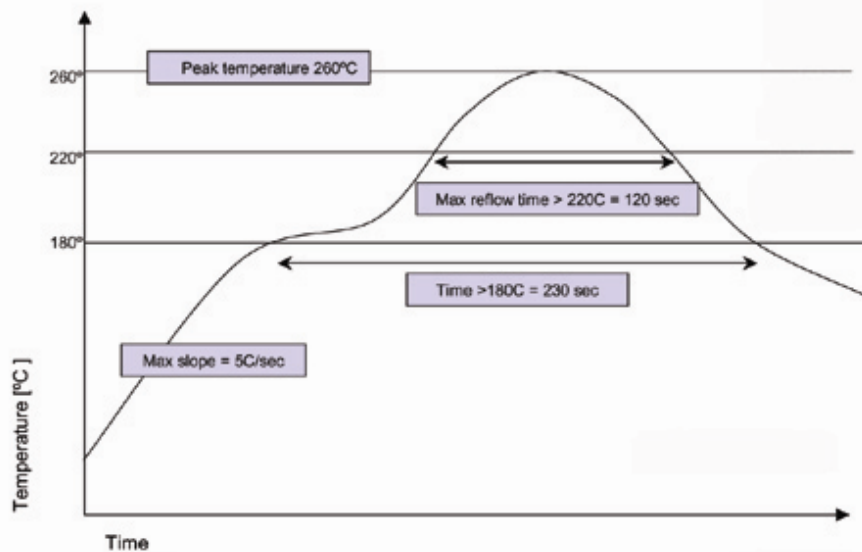 260º
Peak temperature 260ºC
220º
Max reflow time > 220C = 120 sec
180º
Time >180C = 230 sec
Max slope = 5C/sec
Temperature [ºC ]
Time